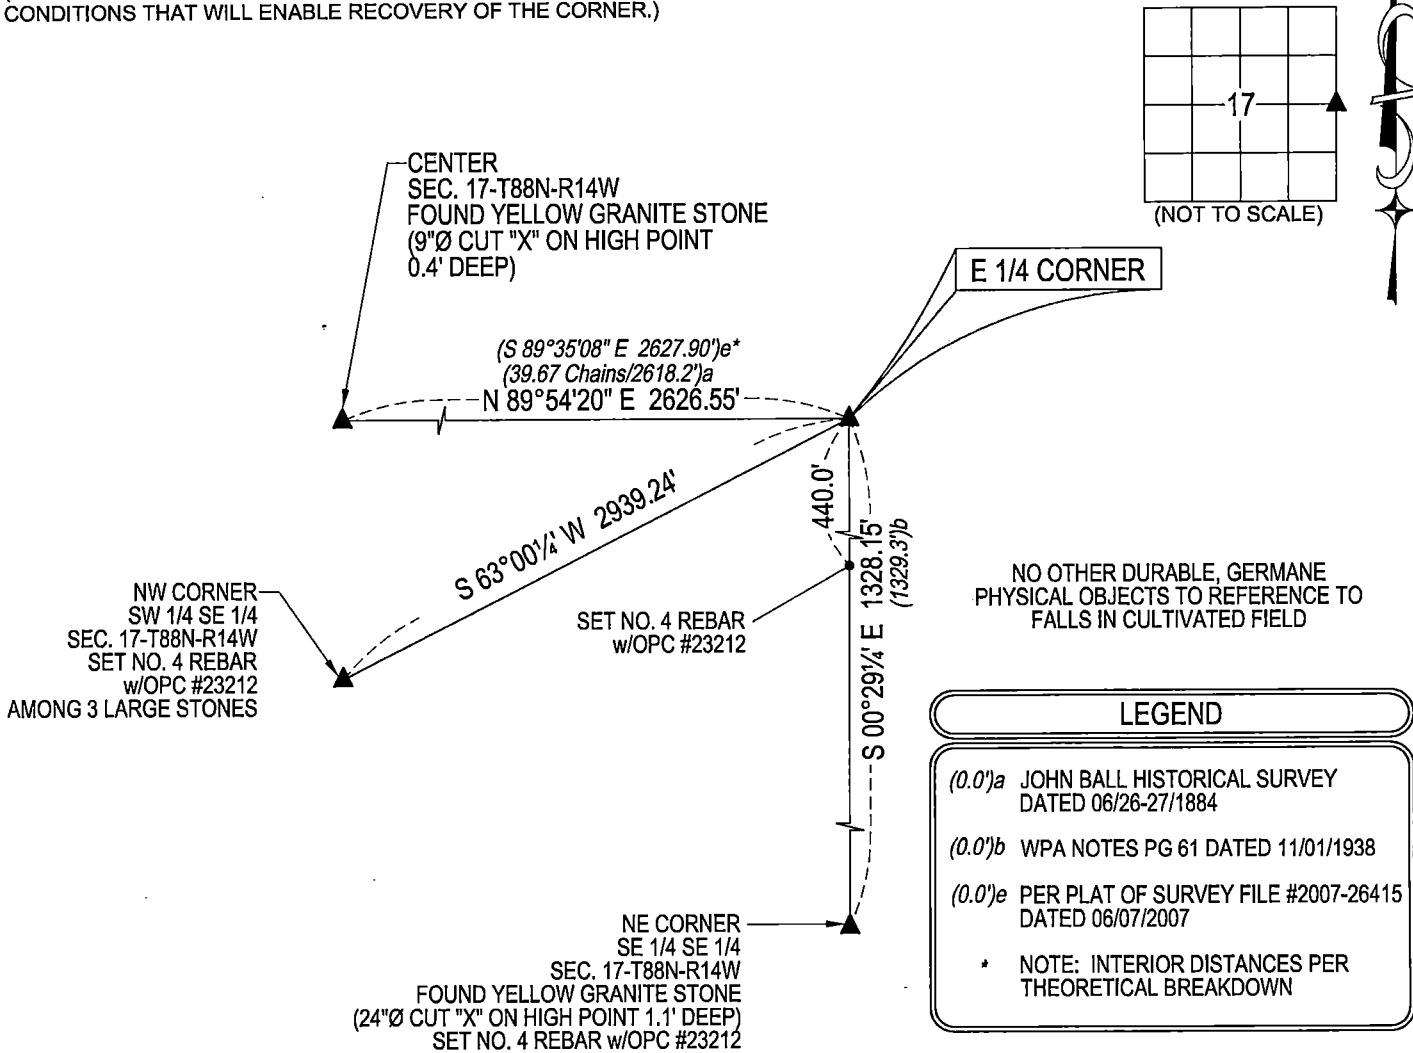 CONDITIONS THAT WILL ENABLE RECOVERY OF THE CORNER.)
17
(NOT TO SCALE)
CENTER
SEC. 17-T88N-R14W
FOUND YELLOW GRANITE STONE
(9"Ø CUT "X" ON HIGH POINT
0.4' DEEP)
E 1/4 CORNER
(S 89°35'08" E 2627.90')e*
(39.67 Chains/2618.2')a
N 89°54'20" E 2626.55'
S 63°00¼' W 2939.24'
440.0'
S 00°29¼' E 1328.15'
(1329.3')b
NW CORNER
SW 1/4 SE 1/4
SEC. 17-T88N-R14W
SET NO. 4 REBAR
w/OPC #23212
AMONG 3 LARGE STONES
SET NO. 4 REBAR
w/OPC #23212
NO OTHER DURABLE, GERMANE
PHYSICAL OBJECTS TO REFERENCE TO
FALLS IN CULTIVATED FIELD
NE CORNER
SE 1/4 SE 1/4
SEC. 17-T88N-R14W
FOUND YELLOW GRANITE STONE
(24"Ø CUT "X" ON HIGH POINT 1.1' DEEP)
SET NO. 4 REBAR w/OPC #23212
LEGEND
(0.0')a JOHN BALL HISTORICAL SURVEY
DATED 06/26-27/1884
(0.0')b WPA NOTES PG 61 DATED 11/01/1938
(0.0')e PER PLAT OF SURVEY FILE #2007-26415
DATED 06/07/2007
* NOTE: INTERIOR DISTANCES PER
THEORETICAL BREAKDOWN